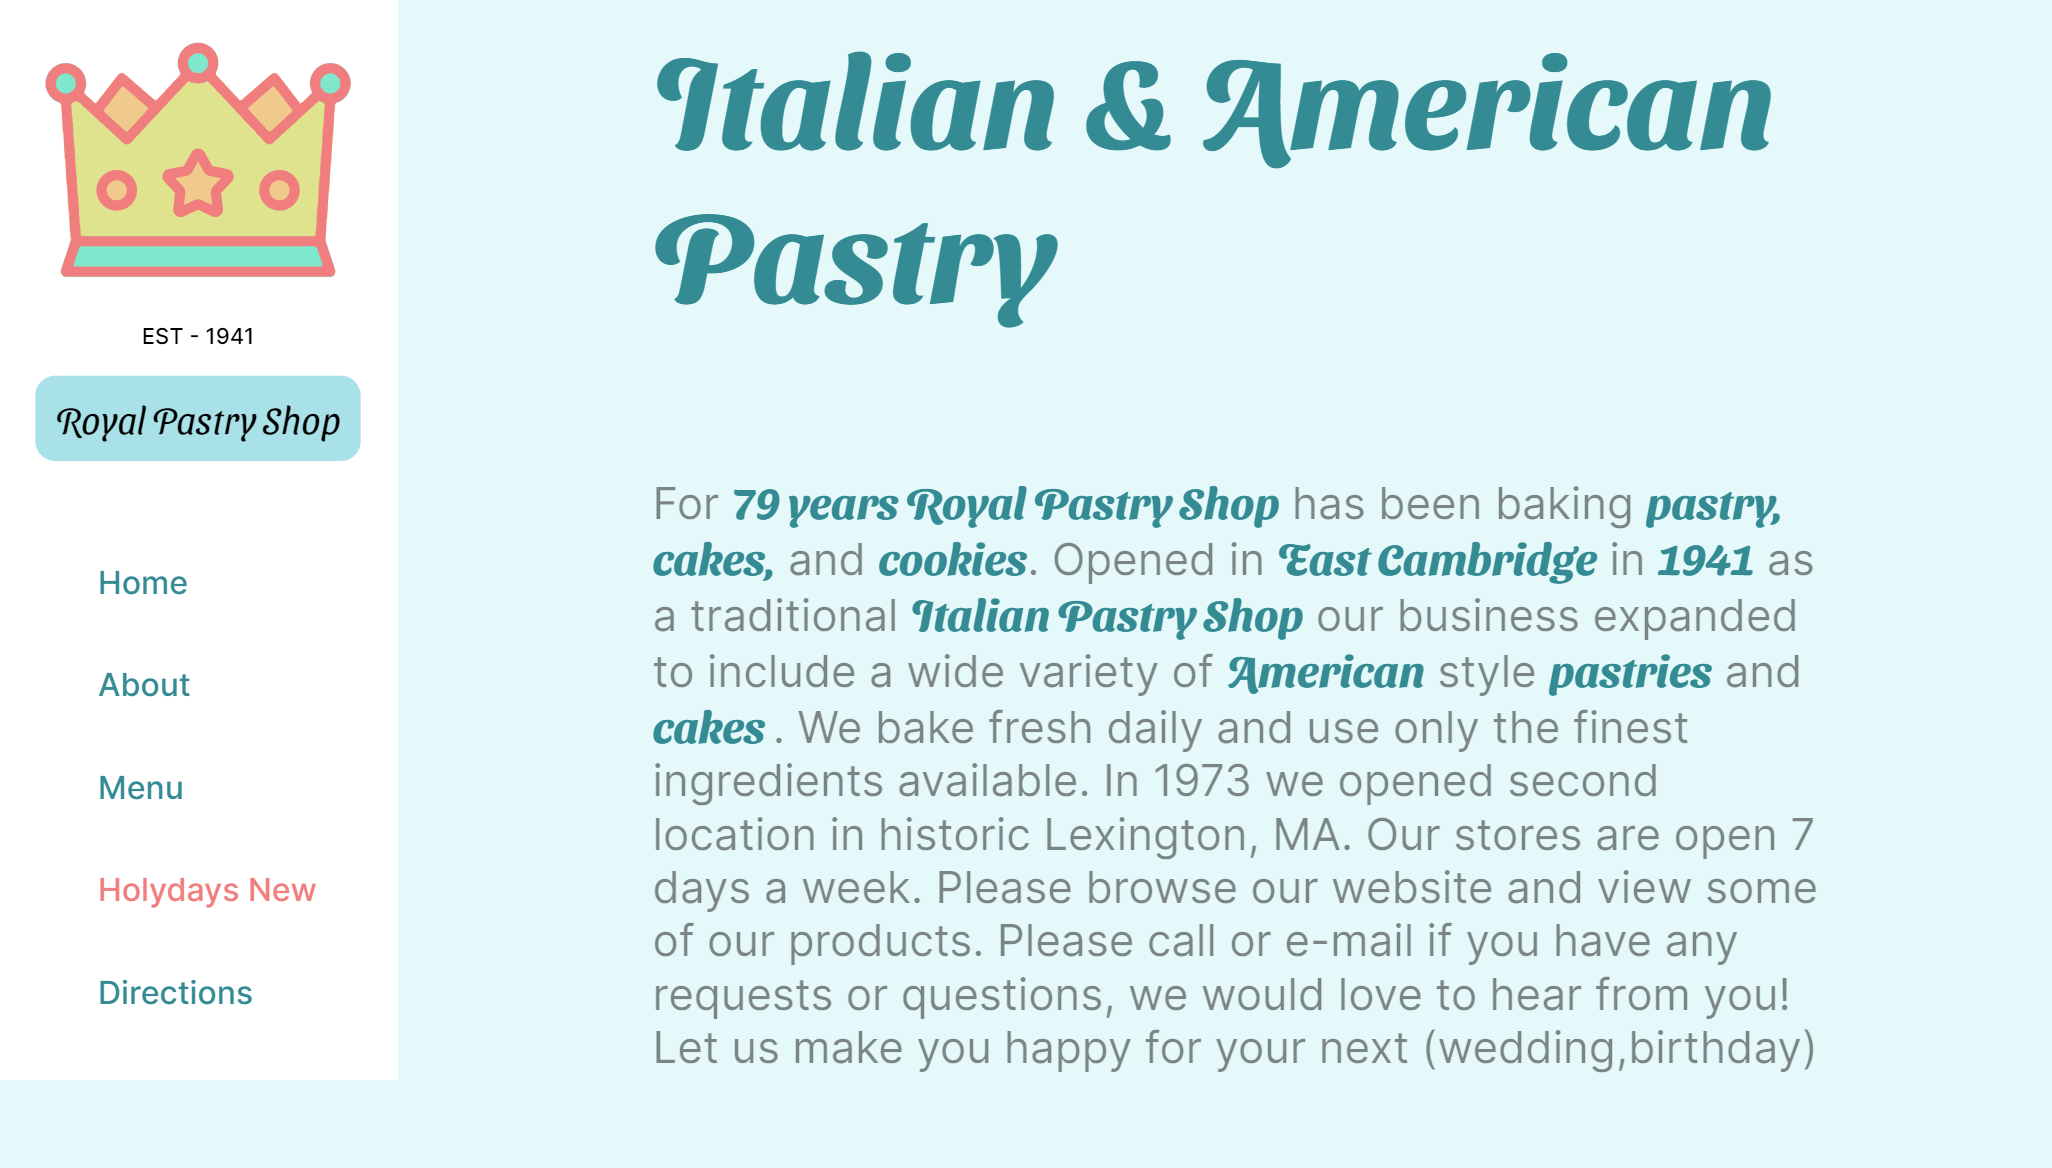 EST - 1941
Royal Pastry Shop
Home
About
Menu
Holydays New
Directions
Italian & American
Pastry
For 79 years Royal Pastry Shop has been baking pastry,
cakes, and cookies. Opened in East Cambridge in 1941 as
a traditional Italian Pastry Shop our business expanded
to include a wide variety of American style pastries and
cakes . We bake fresh daily and use only the finest
ingredients available. In 1973 we opened second
location in historic Lexington, MA. Our stores are open 7
days a week. Please browse our website and view some
of our products. Please call or e-mail if you have any
requests or questions, we would love to hear from you!
Let us make you happy for your next (wedding,birthday)